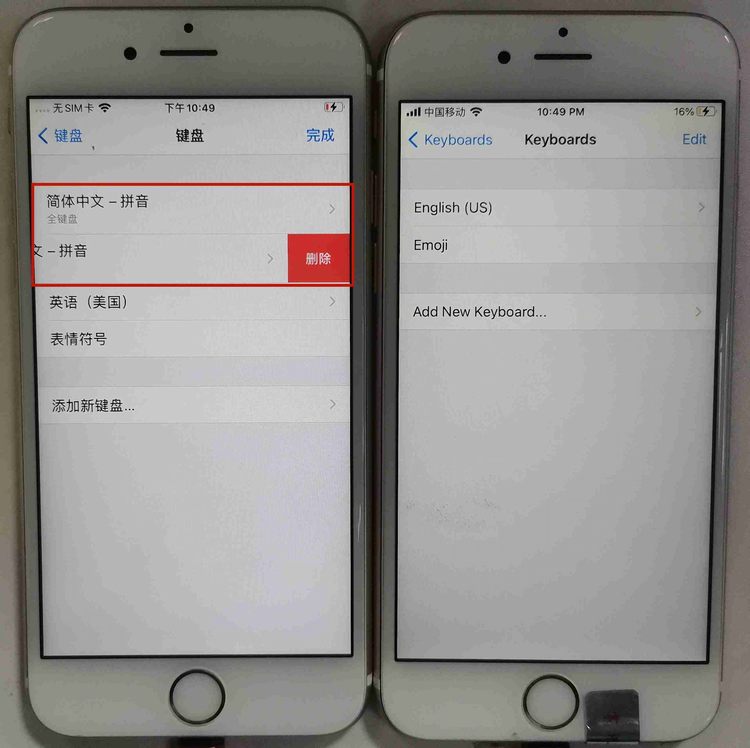 无SIM卡 下午10:49
键盘 键盘 完成
简体中文 – 拼音
全键盘
文 – 拼音 删除
英语（美国）
表情符号
添加新键盘...
中国移动 10:49 PM 16%
Keyboards Keyboards Edit
English (US)
Emoji
Add New Keyboard...